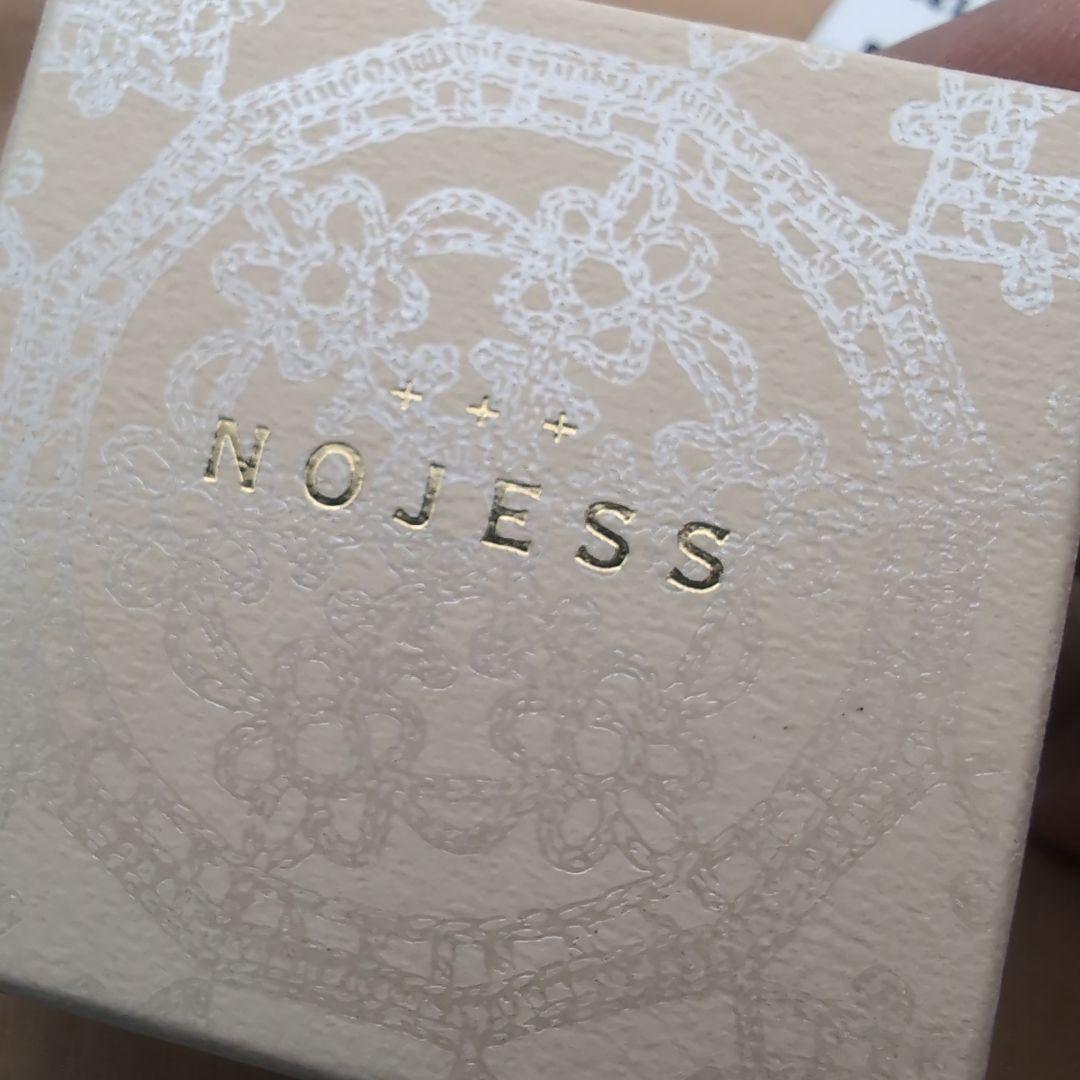 + + +
NOJESS